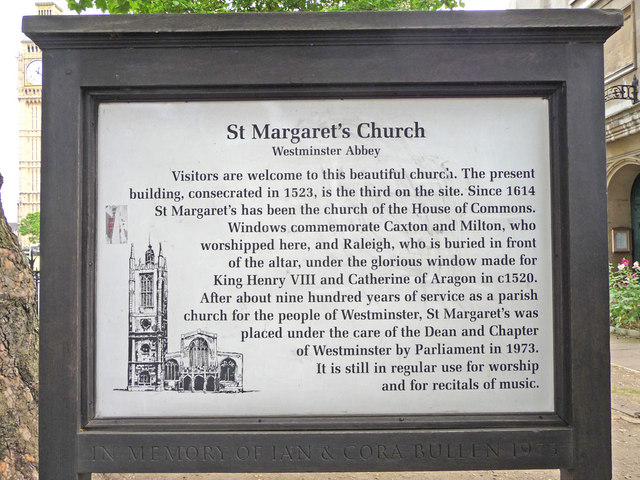 St Margaret's Church
Westminster Abbey
Visitors are welcome to this beautiful church. The present
building, consecrated in 1523, is the third on the site. Since 1614
St Margaret's has been the church of the House of Commons.
Windows commemorate Caxton and Milton, who
worshipped here, and Raleigh, who is buried in front
of the altar, under the glorious window made for
King Henry VIII and Catherine of Aragon in c1520.
After about nine hundred years of service as a parish
church for the people of Westminster, St Margaret's was
placed under the care of the Dean and Chapter
of Westminster by Parliament in 1973.
It is still in regular use for worship
and for recitals of music.
IN MEMORY OF IAN & CORA BULLEN 1975